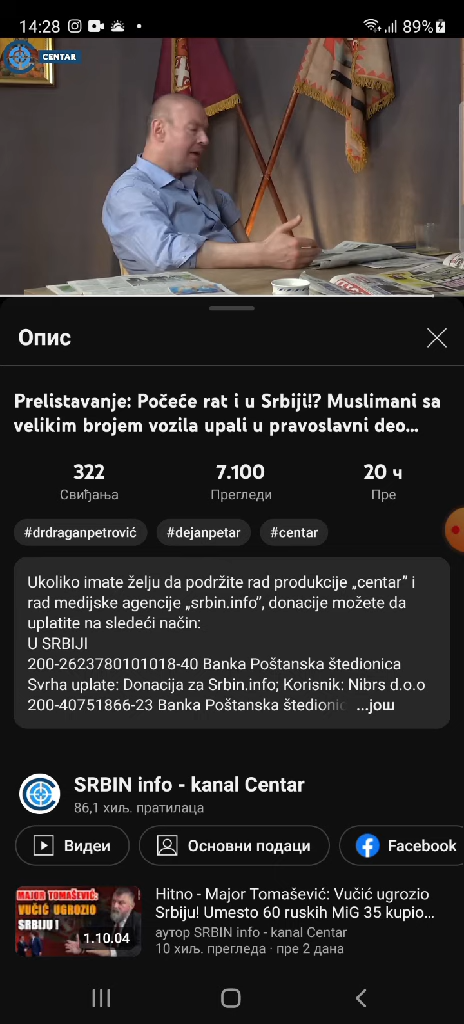 14:28
89%
CENTAR
Опис
Prelistavanje: Počeće rat i u Srbiji!? Muslimani sa
velikim brojem vozila upali u pravoslavni deo...
322 7.100 20 ч
Свиђања Прегледи Пре
#drdraganpetrović #dejanpetar #centar
Ukoliko imate želju da podržite rad produkcije „centar" i
rad medijske agencije „srbin.info", donacije možete da
uplatite na sledeći način:
U SRBIJI
200-2623780101018-40 Banka Poštanska štedionica
Svrha uplate: Donacija za Srbin.info; Korisnik: Nibrs d.o.o
200-40751866-23 Banka Poštanska štedionic ...још
SRBIN info - kanal Centar
86,1 хиљ. пратилаца
Видеи Основни подаци Facebook
MAJOR TOMAŠEVIĆ:
VUČIĆ UGROZIO
SRBIJU !
1.10.04
Hitno - Major Tomašević: Vučić ugrozio
Srbiju! Umesto 60 ruskih MiG 35 kupio...
аутор SRBIN info - kanal Centar
10 хиљ. прегледа · пре 2 дана